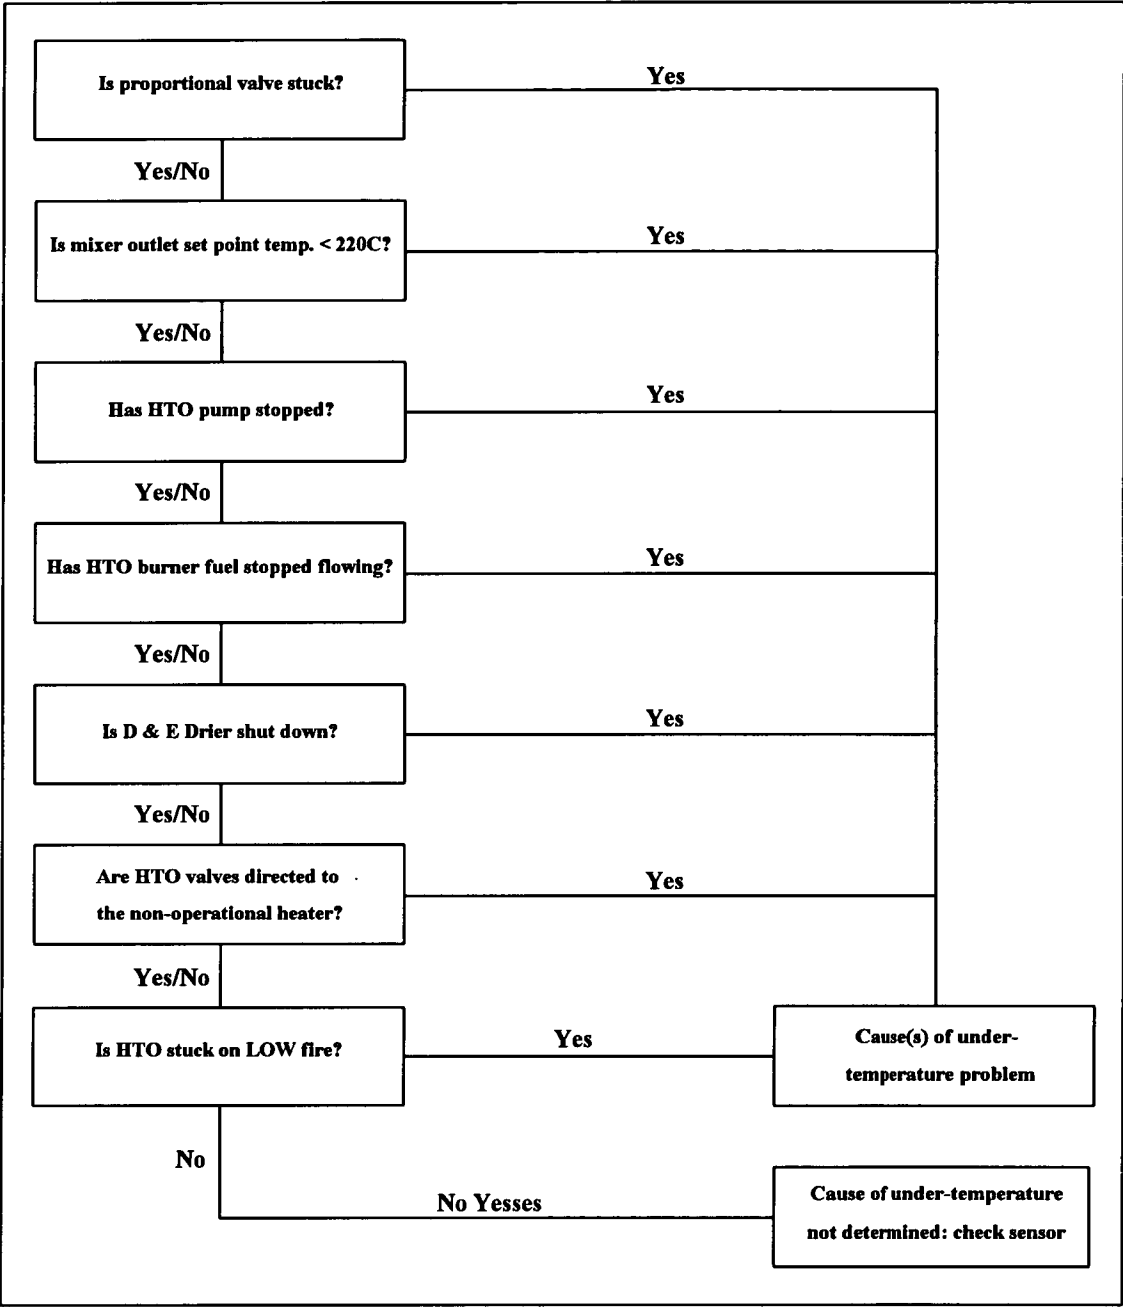 Is proportional valve stuck?
Yes
Yes/No
Is mixer outlet set point temp. < 220C?
Yes
Yes/No
Has HTO pump stopped?
Yes
Yes/No
Has HTO burner fuel stopped flowing?
Yes
Yes/No
Is D & E Drier shut down?
Yes
Yes/No
Are HTO valves directed to
the non-operational heater?
Yes
Yes/No
Is HTO stuck on LOW fire?
Yes
Cause(s) of under-
temperature problem
No
No Yesses
Cause of under-temperature
not determined: check sensor